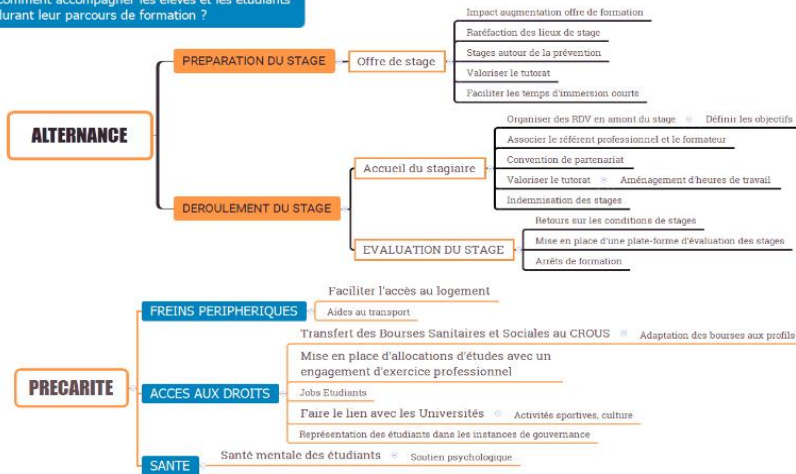 Comment accompagner les élèves et les étudiants
durant leur parcours de formation ?
ALTERNANCE
PREPARATION DU STAGE
Offre de stage
Impact augmentation offre de formation
Raréfaction des lieux de stage
Stages autour de la prévention
Valoriser le tutorat
Faciliter les temps d'immersion courts
DEROULEMENT DU STAGE
Accueil du stagiaire
Organiser des RDV en amont du stage
Définir les objectifs
Associer le référent professionnel et le formateur
Convention de partenariat
Valoriser le tutorat
Aménagement d'heures de travail
Indemnisation des stages
EVALUATION DU STAGE
Retours sur les conditions de stages
Mise en place d'une plate-forme d'évaluation des stages
Arrêts de formation
PRECARITE
FREINS PERIPHERIQUES
Faciliter l'accès au logement
Aides au transport
ACCES AUX DROITS
Transfert des Bourses Sanitaires et Sociales au CROUS
Adaptation des bourses aux profils
Mise en place d'allocations d'études avec un
engagement d'exercice professionnel
Jobs Etudiants
Faire le lien avec les Universités
Activités sportives, culture
Représentation des étudiants dans les instances de gouvernance
SANTE
Santé mentale des étudiants
Soutien psychologique